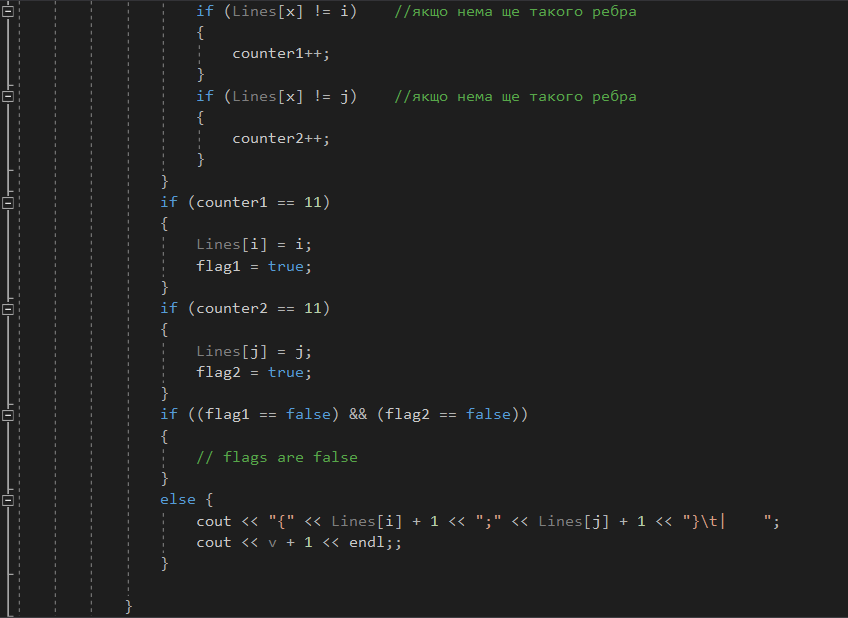 if (Lines[x] != i)    //якщо нема ще такого ребра
{
counter1++;
}
if (Lines[x] != j)    //якщо нема ще такого ребра
{
counter2++;
}
}
if (counter1 == 11)
{
Lines[i] = i;
flag1 = true;
}
if (counter2 == 11)
{
Lines[j] = j;
flag2 = true;
}
if ((flag1 == false) && (flag2 == false))
{
// flags are false
}
else {
cout << "{" << Lines[i] + 1 << ";" << Lines[j] + 1 << "}\t|    ";
cout << v + 1 << endl;;
}
}